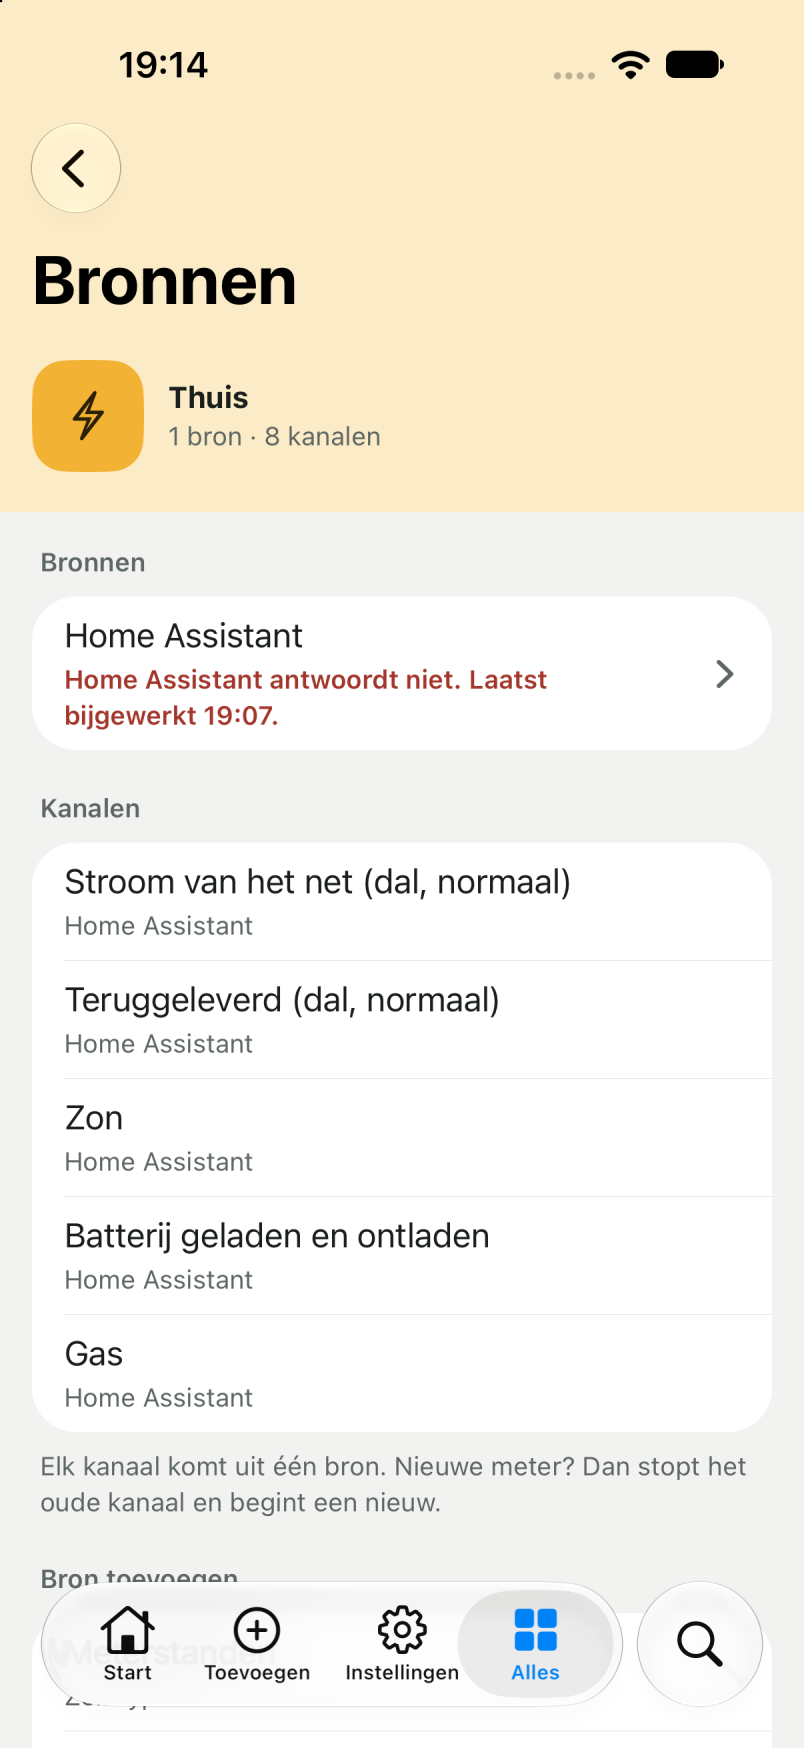 19:14
Bronnen
Thuis
1 bron · 8 kanalen
Bronnen
Home Assistant
Home Assistant antwoordt niet. Laatst
bijgewerkt 19:07.
Kanalen
Stroom van het net (dal, normaal)
Home Assistant
Teruggeleverd (dal, normaal)
Home Assistant
Zon
Home Assistant
Batterij geladen en ontladen
Home Assistant
Gas
Home Assistant
Elk kanaal komt uit één bron. Nieuwe meter? Dan stopt het
oude kanaal en begint een nieuw.
Bron toevoegen
Meterstanden
Start
Toevoegen
Instellingen
Alles